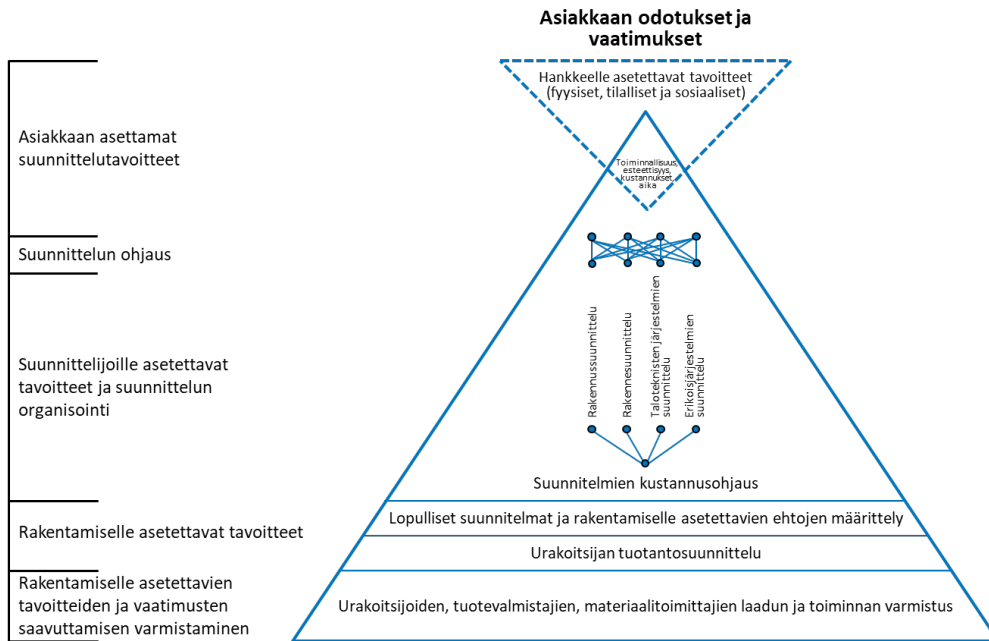 Asiakkaan odotukset ja
vaatimukset
Hankkeelle asetettavat tavoitteet
(fyysiset, tilalliset ja sosiaaliset)
Asiakkaan asettamat
suunnittelutavoitteet
Toiminnallisuus,
esteettisyys,
kustannukset,
aika
Suunnittelun ohjaus
Suunnittelijoille asetettavat
tavoitteet ja suunnittelun
organisointi
Rakennussuunnittelu
Rakennesuunnittelu
Taloteknisten järjestelmien
suunnittelu
Erikoisjärjestelmien
suunnittelu
Suunnitelmien kustannusohjaus
Rakentamiselle asetettavat tavoitteet
Lopulliset suunnitelmat ja rakentamiselle asetettavien ehtojen määrittely
Urakoitsijan tuotantosuunnittelu
Rakentamiselle asetettavien
tavoitteiden ja vaatimusten
saavuttamisen varmistaminen
Urakoitsijoiden, tuotevalmistajien, materiaalitoimittajien laadun ja toiminnan varmistus